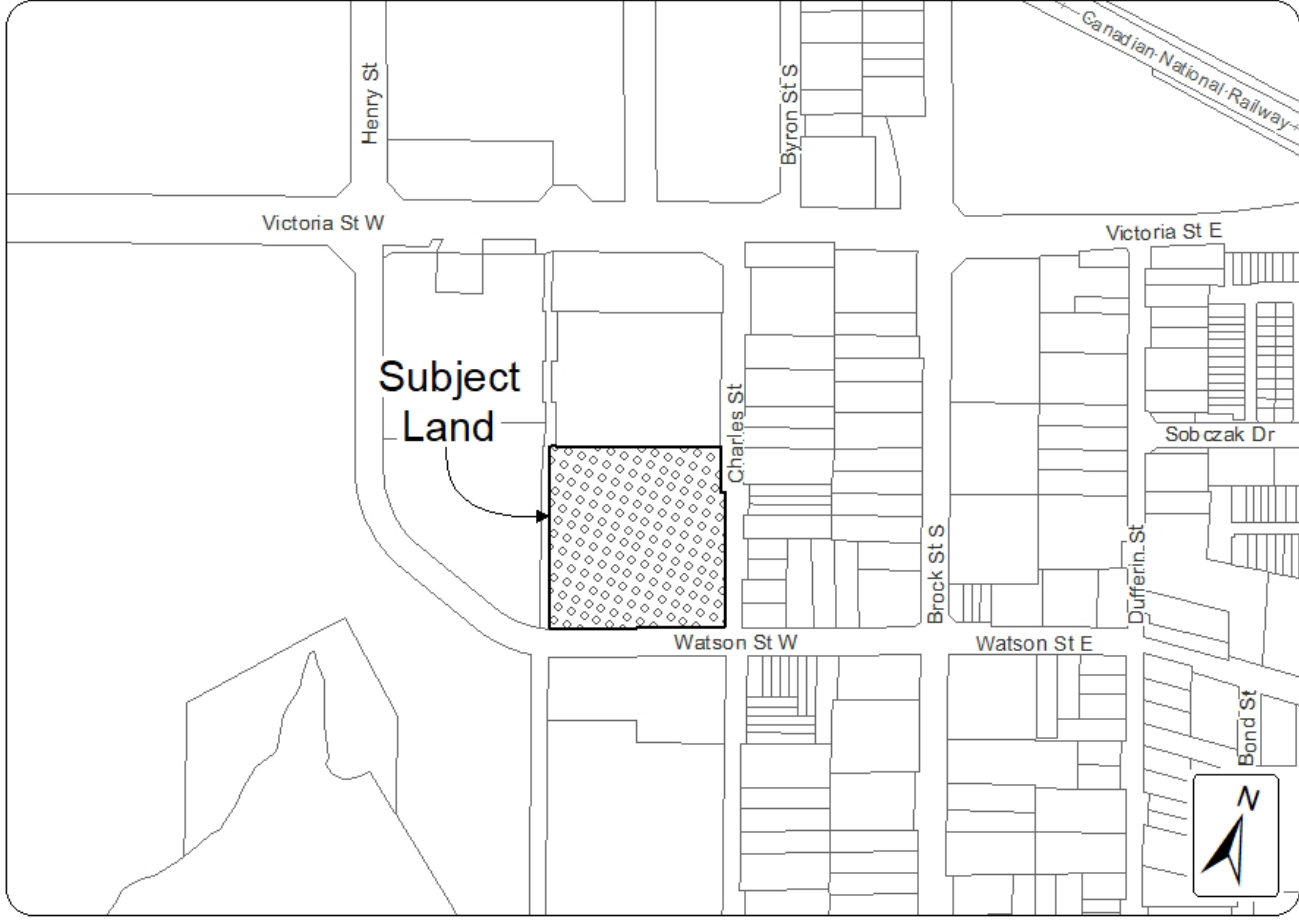 Canadian National Railway
Henry St
Byron St S
Victoria St W
Victoria St E
Subject
Land
Charles St
Sobczak Dr
Brock St S
Dufferin St
Watson St W
Watson St E
Bond St
N